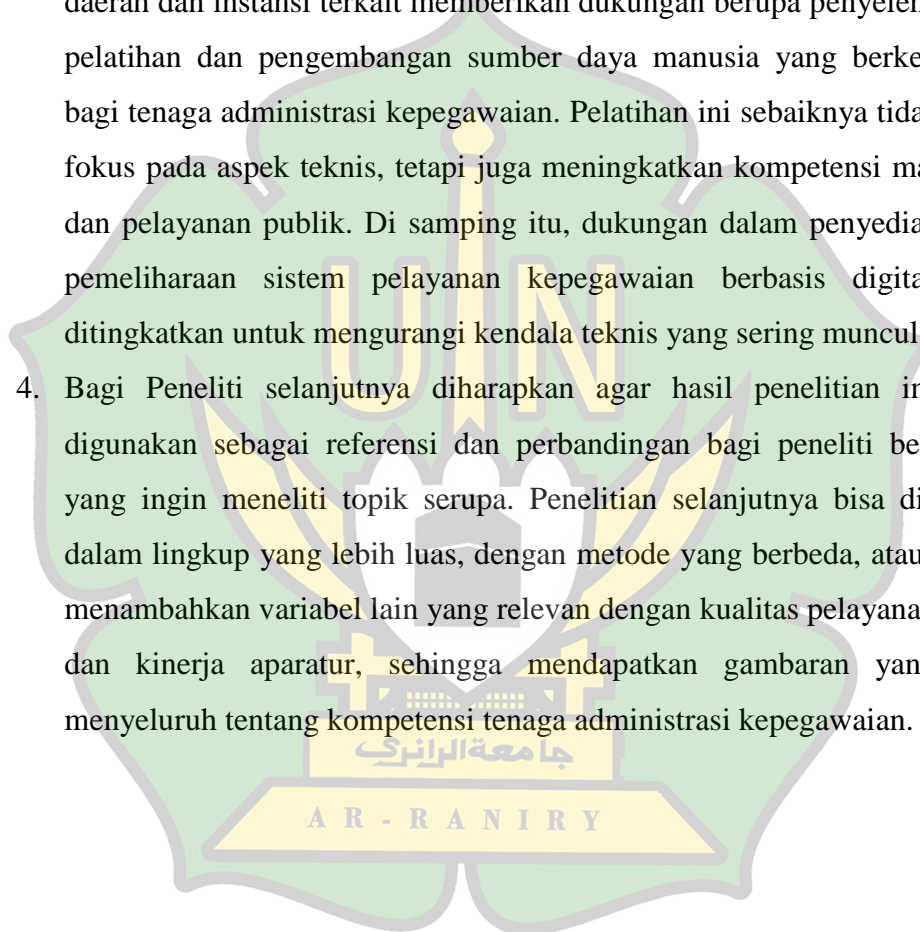 daerah dan instansi terkait memberikan dukungan berupa penyelen
pelatihan dan pengembangan sumber daya manusia yang berke
bagi tenaga administrasi kepegawaian. Pelatihan ini sebaiknya tida
fokus pada aspek teknis, tetapi juga meningkatkan kompetensi ma
dan pelayanan publik. Di samping itu, dukungan dalam penyedia
pemeliharaan sistem pelayanan kepegawaian berbasis digita
ditingkatkan untuk mengurangi kendala teknis yang sering muncul
4. Bagi Peneliti selanjutnya diharapkan agar hasil penelitian in
digunakan sebagai referensi dan perbandingan bagi peneliti be
yang ingin meneliti topik serupa. Penelitian selanjutnya bisa di
dalam lingkup yang lebih luas, dengan metode yang berbeda, atau
menambahkan variabel lain yang relevan dengan kualitas pelayana
dan kinerja aparatur, sehingga mendapatkan gambaran yan
menyeluruh tentang kompetensi tenaga administrasi kepegawaian.
UIN
جامعة الرانري
AR-RANIRY